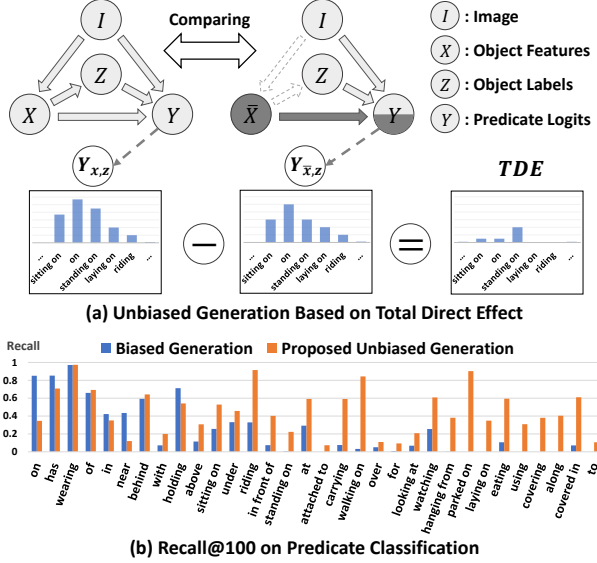 I
Comparing
I
I : Image
Z
Z
X : Object Features
X
Y
X̄
Y
Z : Object Labels
Y : Predicate Logits
Y_{x,z}
Y_{x̄,z}
TDE
... sitting on on standing on laying on riding ...
−
... sitting on on standing on laying on riding ...
=
... sitting on on standing on laying on riding ...
(a) Unbiased Generation Based on Total Direct Effect
Recall
Biased Generation Proposed Unbiased Generation
1
0.8
0.6
0.4
0.2
0
on has wearing of in near behind with holding above sitting on under riding in front of standing on at attached to carrying walking on over for looking at watching hanging from parked on laying on eating using covering along covered in to
(b) Recall@100 on Predicate Classification